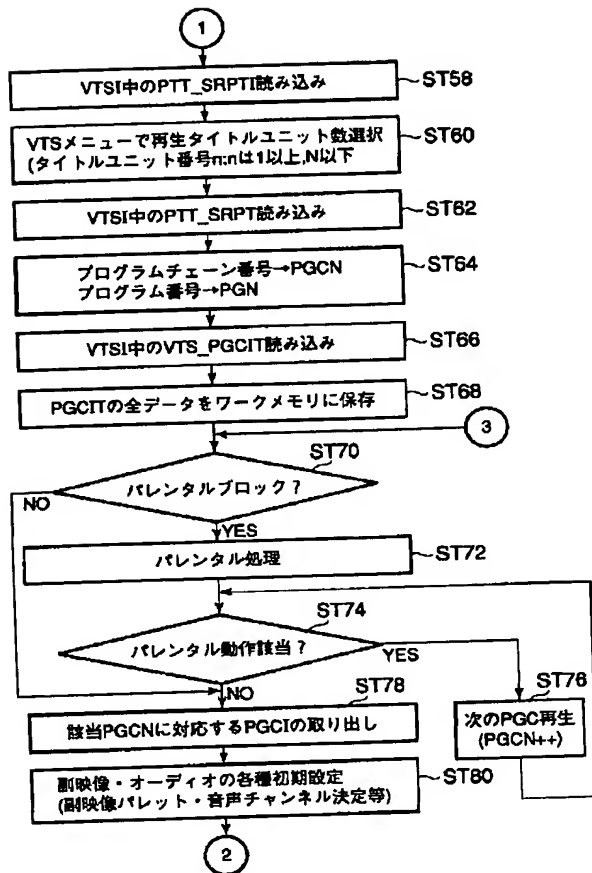 1
VTSI中のPTT_SRPTI読み込み
ST58
VTSメニューで再生タイトルユニット数選択
(タイトルユニット番号n:nは1以上,N以下
ST60
VTSI中のPTT_SRPT読み込み
ST62
プログラムチェーン番号→PGCN
プログラム番号→PGN
ST64
VTSI中のVTS_PGCIT読み込み
ST66
PGCITの全データをワークメモリに保存
ST68
3
ST70
パレンタルブロック?
NO
YES
パレンタル処理
ST72
ST74
パレンタル動作該当?
YES
NO
ST76
次のPGC再生
(PGCN++)
ST78
該当PGCNに対応するPGCIの取り出し
副映像・オーディオの各種初期設定
(副映像パレット・音声チャンネル決定等)
ST80
2